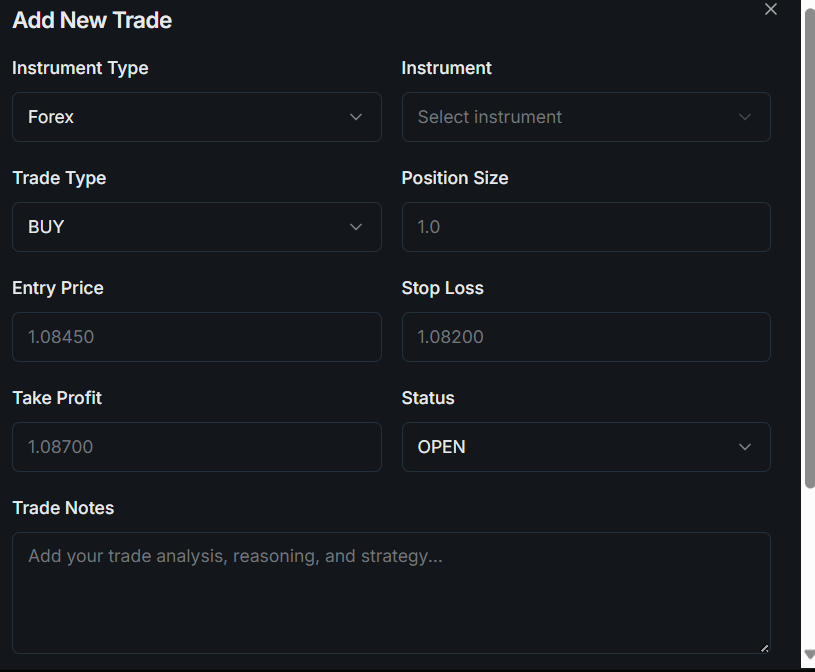 Add New Trade
Instrument Type
Instrument
Forex
Select instrument
Trade Type
Position Size
BUY
1.0
Entry Price
Stop Loss
1.08450
1.08200
Take Profit
Status
1.08700
OPEN
Trade Notes
Add your trade analysis, reasoning, and strategy...